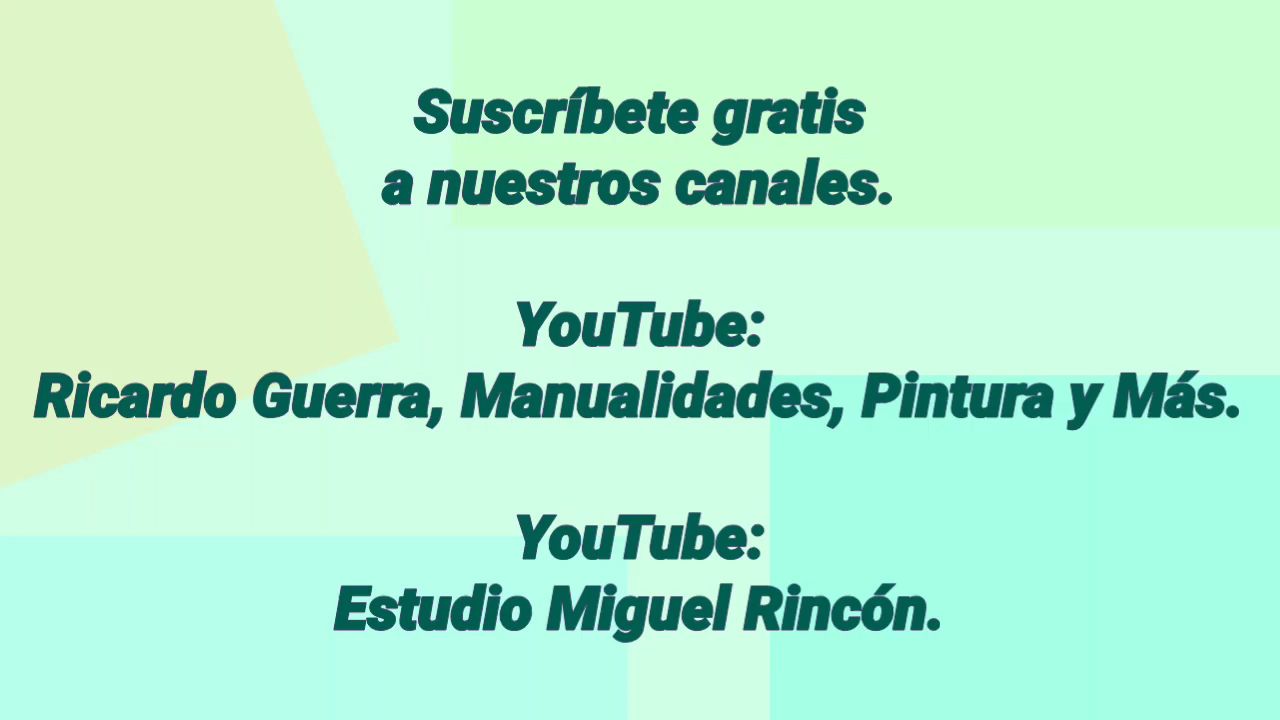 Suscríbete gratis
a nuestros canales.
YouTube:
Ricardo Guerra, Manualidades, Pintura y Más.
YouTube:
Estudio Miguel Rincón.